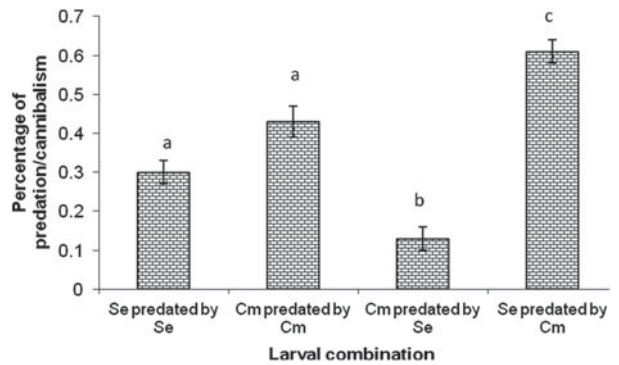 Percentage of
predation/cannibalism
0.7
0.6
0.5
0.4
0.3
0.2
0.1
0
a
a
b
c
Se predated by
Se
Cm predated by
Cm
Cm predated by
Se
Se predated by
Cm
Larval combination